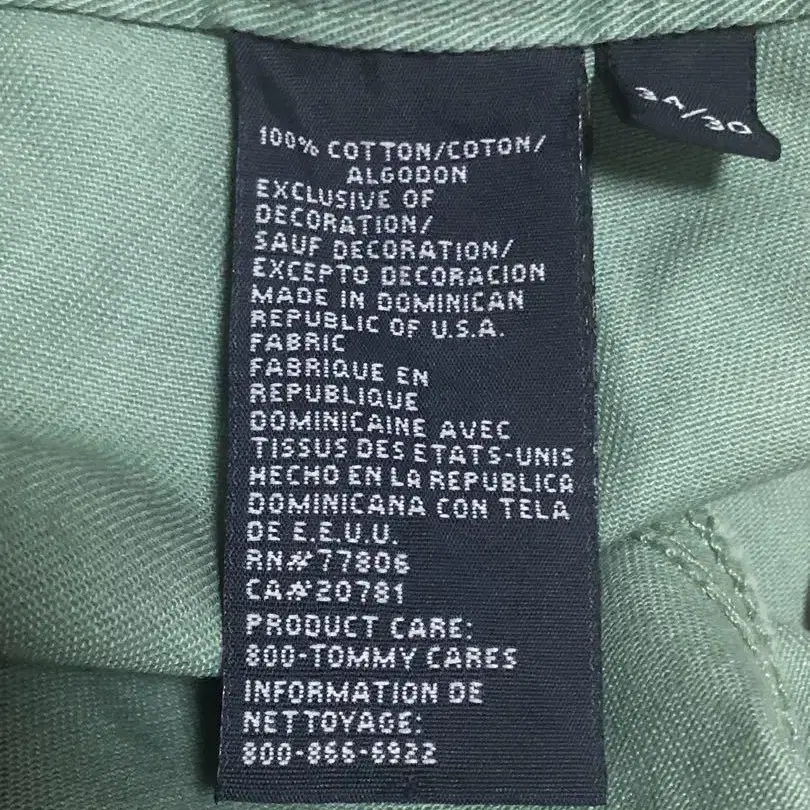 34/30
100% COTTON/COTON/
ALGODON
EXCLUSIVE OF
DECORATION/
SAUF DECORATION/
EXCEPTO DECORACION
MADE IN DOMINICAN
REPUBLIC OF U.S.A.
FABRIC
FABRIQUE EN
REPUBLIQUE
DOMINICAINE AVEC
TISSUS DES ETATS-UNIS
HECHO EN LA REPUBLICA
DOMINICANA CON TELA
DE E.E.U.U.
RN#77806
CA#20781
PRODUCT CARE:
800-TOMMY CARES
INFORMATION DE
NETTOYAGE:
800-866-6922